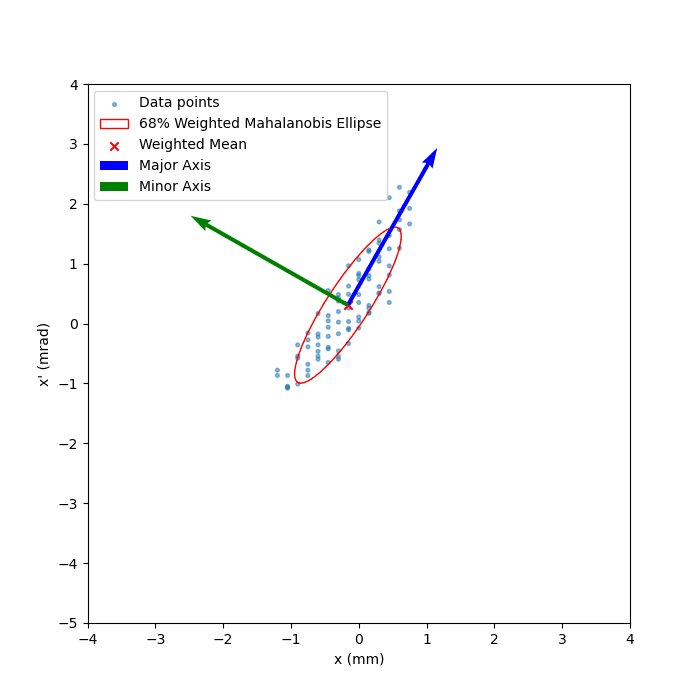 Data points
68% Weighted Mahalanobis Ellipse
Weighted Mean
Major Axis
Minor Axis
4
3
2
1
0
−1
−2
−3
−4
−5
x' (mrad)
−4 −3 −2 −1 0 1 2 3 4
x (mm)